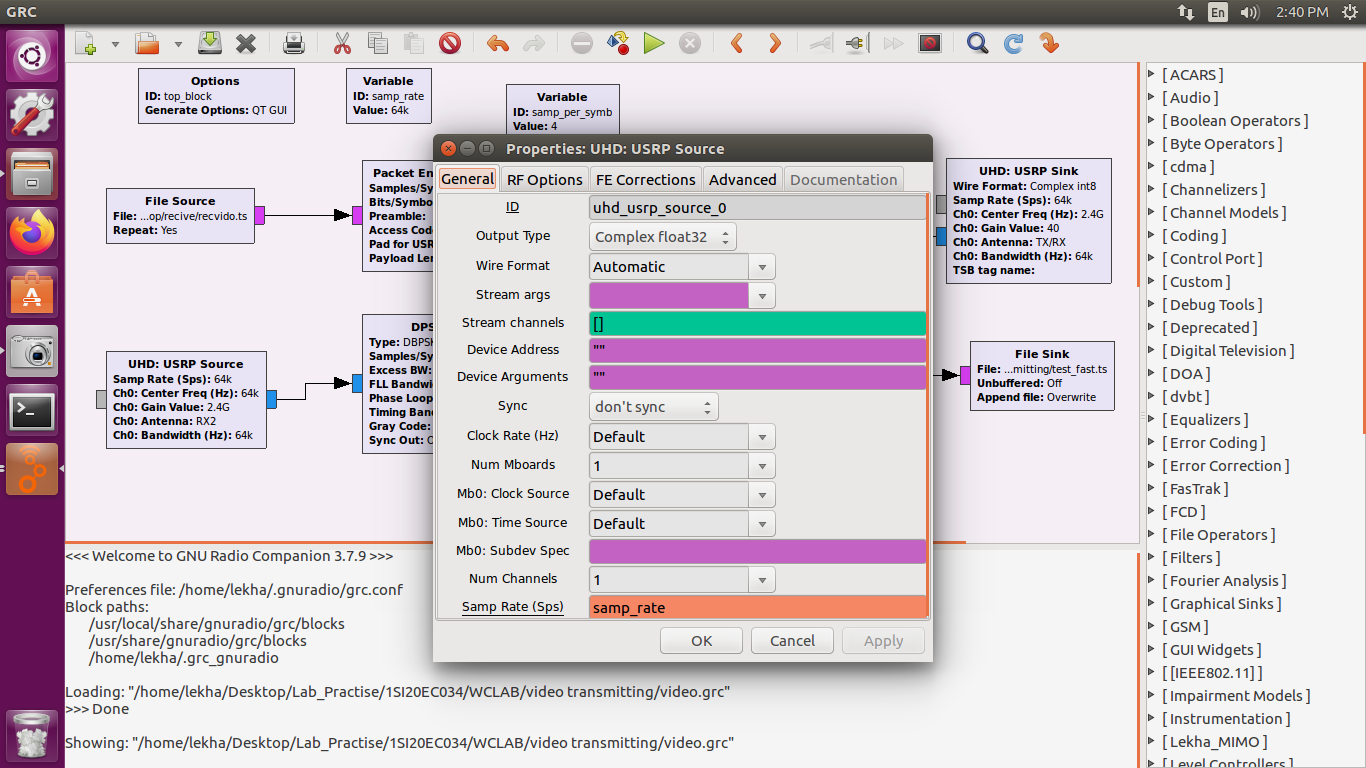 GRC
En
2:40 PM
Options
ID: top_block
Generate Options: QT GUI
Variable
ID: samp_rate
Value: 64k
Variable
ID: samp_per_symb
Value: 4
File Source
File: ...op/recive/recvido.ts
Repeat: Yes
Packet En
Samples/Sy
Bits/Symbo
Preamble:
Access Code
Pad for USR
Payload Len
UHD: USRP Source
Samp Rate (Sps): 64k
Ch0: Center Freq (Hz): 64k
Ch0: Gain Value: 2.4G
Ch0: Antenna: RX2
Ch0: Bandwidth (Hz): 64k
DPS
Type: DBPSK
Samples/Sy
Excess BW:
FLL Bandwi
Phase Loop
Timing Band
Gray Code:
Sync Out:
Properties: UHD: USRP Source
General
RF Options
FE Corrections
Advanced
Documentation
ID
uhd_usrp_source_0
Output Type
Complex float32
Wire Format
Automatic
Stream args
Stream channels
[]
Device Address
""
Device Arguments
""
Sync
don't sync
Clock Rate (Hz)
Default
Num Mboards
1
Mb0: Clock Source
Default
Mb0: Time Source
Default
Mb0: Subdev Spec
Num Channels
1
Samp Rate (Sps)
samp_rate
OK
Cancel
Apply
UHD: USRP Sink
Wire Format: Complex int8
Samp Rate (Sps): 64k
Ch0: Center Freq (Hz): 2.4G
Ch0: Gain Value: 40
Ch0: Antenna: TX/RX
Ch0: Bandwidth (Hz): 64k
TSB tag name:
File Sink
File: ...mitting/test_fast.ts
Unbuffered: Off
Append file: Overwrite
<<< Welcome to GNU Radio Companion 3.7.9 >>>
Preferences file: /home/lekha/.gnuradio/grc.conf
Block paths:
/usr/local/share/gnuradio/grc/blocks
/usr/share/gnuradio/grc/blocks
/home/lekha/.grc_gnuradio
Loading: "/home/lekha/Desktop/Lab_Practise/1SI20EC034/WCLAB/video transmitting/video.grc"
>>> Done
Showing: "/home/lekha/Desktop/Lab_Practise/1SI20EC034/WCLAB/video transmitting/video.grc"
[ ACARS ]
[ Audio ]
[ Boolean Operators ]
[ Byte Operators ]
[ cdma ]
[ Channelizers ]
[ Channel Models ]
[ Coding ]
[ Control Port ]
[ Custom ]
[ Debug Tools ]
[ Deprecated ]
[ Digital Television ]
[ DOA ]
[ dvbt ]
[ Equalizers ]
[ Error Coding ]
[ Error Correction ]
[ FasTrak ]
[ FCD ]
[ File Operators ]
[ Filters ]
[ Fourier Analysis ]
[ Graphical Sinks ]
[ GSM ]
[ GUI Widgets ]
[ [IEEE802.11] ]
[ Impairment Models ]
[ Instrumentation ]
[ Lekha_MIMO ]
[ Level Controllers ]